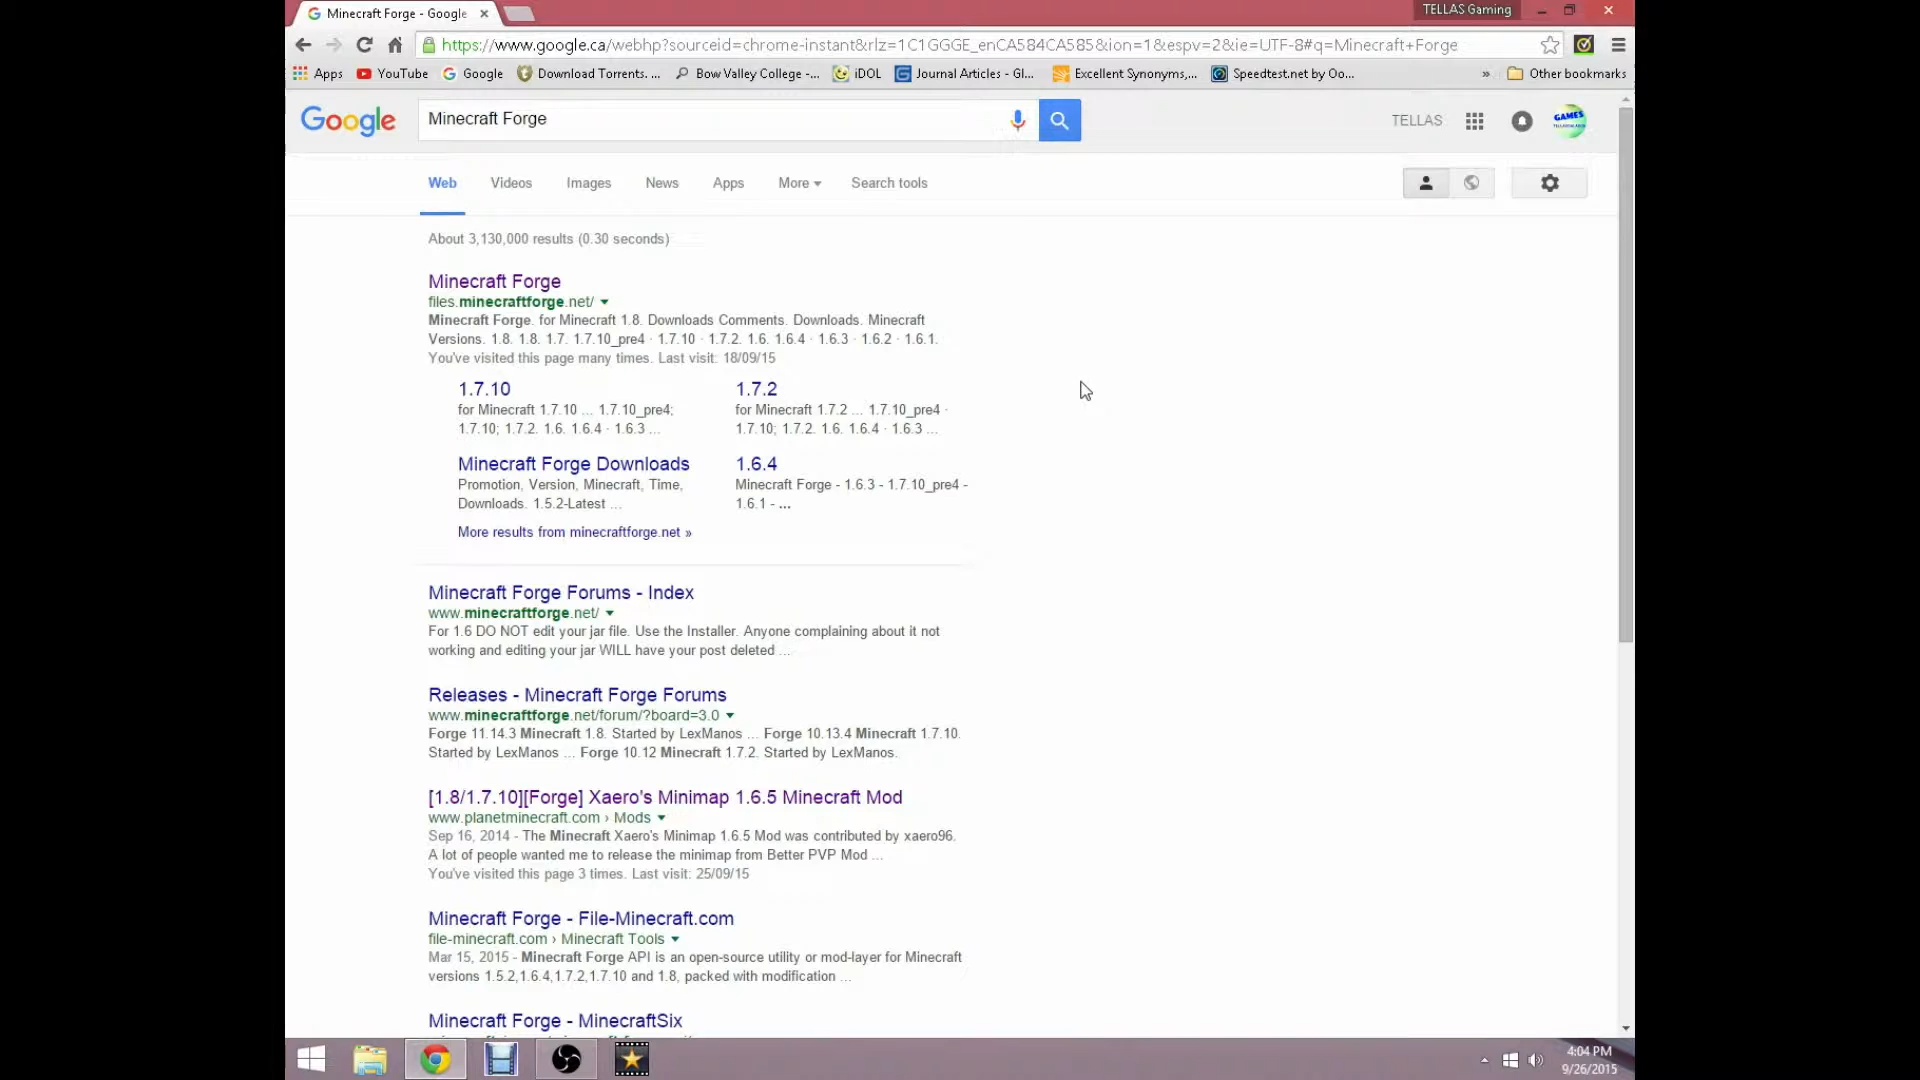 Minecraft Forge - Google
TELLAS Gaming
https://www.google.ca/webhp?sourceid=chrome-instant&rlz=1C1GGGE_enCA584CA585&ion=1&espv=2&ie=UTF-8#q=Minecraft+Forge
Apps YouTube Google Download Torrents. ... Bow Valley College -... iDOL Journal Articles - Gl... Excellent Synonyms,... Speedtest.net by Oo... » Other bookmarks
Google Minecraft Forge TELLAS GAMES
Web Videos Images News Apps More Search tools
About 3,130,000 results (0.30 seconds)
Minecraft Forge
files.minecraftforge.net/
Minecraft Forge. for Minecraft 1.8. Downloads Comments. Downloads. Minecraft
Versions. 1.8. 1.8. 1.7. 1.7.10_pre4 · 1.7.10 · 1.7.2. 1.6. 1.6.4 · 1.6.3 · 1.6.2 · 1.6.1.
You've visited this page many times. Last visit: 18/09/15
1.7.10
for Minecraft 1.7.10 ... 1.7.10_pre4;
1.7.10; 1.7.2. 1.6. 1.6.4 · 1.6.3 ...
1.7.2
for Minecraft 1.7.2 ... 1.7.10_pre4 ·
1.7.10; 1.7.2. 1.6. 1.6.4 · 1.6.3 ...
Minecraft Forge Downloads
Promotion, Version, Minecraft, Time,
Downloads. 1.5.2-Latest ...
1.6.4
Minecraft Forge - 1.6.3 - 1.7.10_pre4 -
1.6.1 - ...
More results from minecraftforge.net »
Minecraft Forge Forums - Index
www.minecraftforge.net/
For 1.6 DO NOT edit your jar file. Use the Installer. Anyone complaining about it not
working and editing your jar WILL have your post deleted ...
Releases - Minecraft Forge Forums
www.minecraftforge.net/forum/?board=3.0
Forge 11.14.3 Minecraft 1.8. Started by LexManos ... Forge 10.13.4 Minecraft 1.7.10.
Started by LexManos ... Forge 10.12 Minecraft 1.7.2. Started by LexManos.
[1.8/1.7.10][Forge] Xaero's Minimap 1.6.5 Minecraft Mod
www.planetminecraft.com › Mods
Sep 16, 2014 - The Minecraft Xaero's Minimap 1.6.5 Mod was contributed by xaero96.
A lot of people wanted me to release the minimap from Better PVP Mod ...
You've visited this page 3 times. Last visit: 25/09/15
Minecraft Forge - File-Minecraft.com
file-minecraft.com › Minecraft Tools
Mar 15, 2015 - Minecraft Forge API is an open-source utility or mod-layer for Minecraft
versions 1.5.2,1.6.4,1.7.2,1.7.10 and 1.8, packed with modification ...
Minecraft Forge - MinecraftSix
4:04 PM
9/26/2015